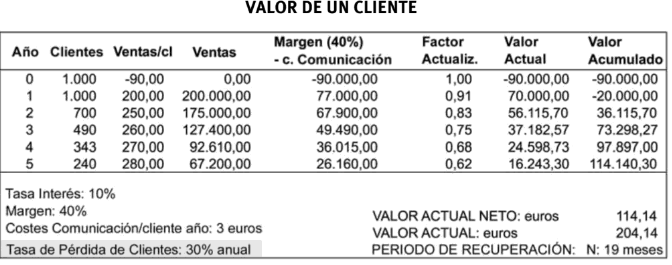 VALOR DE UN CLIENTE
Año Clientes Ventas/cl Ventas Margen (40%) - c. Comunicación Factor Actualiz. Valor Actual Valor Acumulado
0 1.000 -90,00 0,00 -90.000,00 1,00 -90.000,00 -90.000,00
1 1.000 200,00 200.000,00 77.000,00 0,91 70.000,00 -20.000,00
2 700 250,00 175.000,00 67.900,00 0,83 56.115,70 36.115,70
3 490 260,00 127.400,00 49.490,00 0,75 37.182,57 73.298,27
4 343 270,00 92.610,00 36.015,00 0,68 24.598,73 97.897,00
5 240 280,00 67.200,00 26.160,00 0,62 16.243,30 114.140,30
Tasa Interés: 10%
Margen: 40%
Costes Comunicación/cliente año: 3 euros
Tasa de Pérdida de Clientes: 30% anual
VALOR ACTUAL NETO: euros 114,14
VALOR ACTUAL: euros 204,14
PERIODO DE RECUPERACIÓN: N: 19 meses